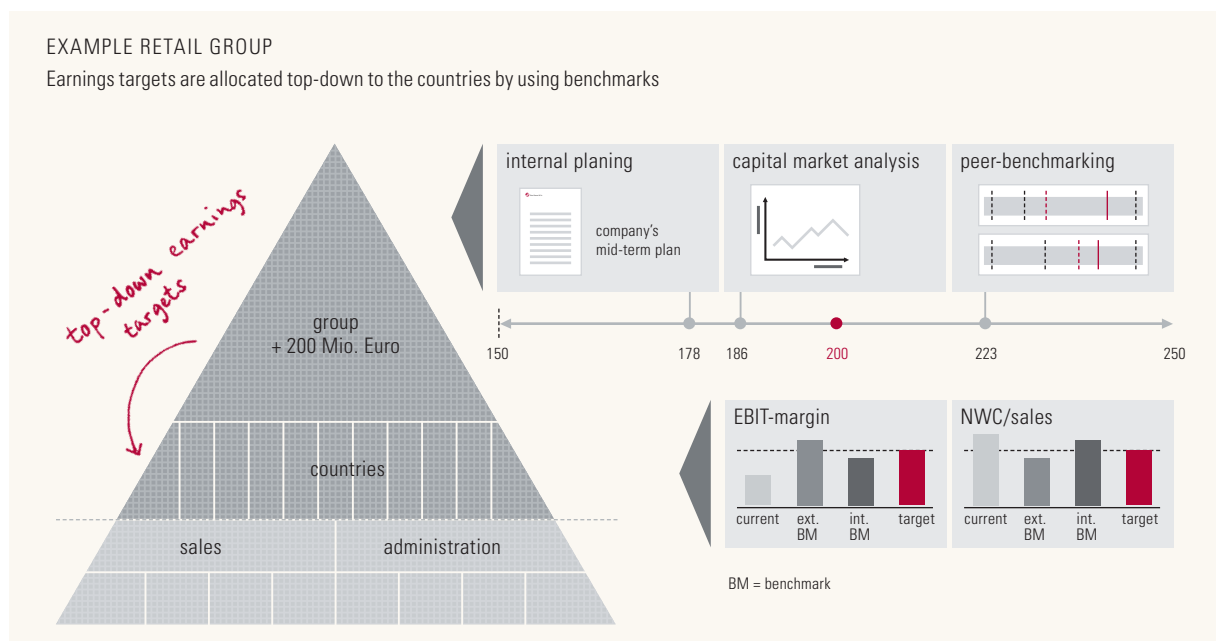 EXAMPLE RETAIL GROUP
Earnings targets are allocated top-down to the countries by using benchmarks
top-down earnings
targets
group
+ 200 Mio. Euro
countries
sales
administration
internal planing
company's
mid-term plan
capital market analysis
peer-benchmarking
150
178
186
200
223
250
EBIT-margin
current
ext.
BM
int.
BM
target
NWC/sales
current
ext.
BM
int.
BM
target
BM = benchmark